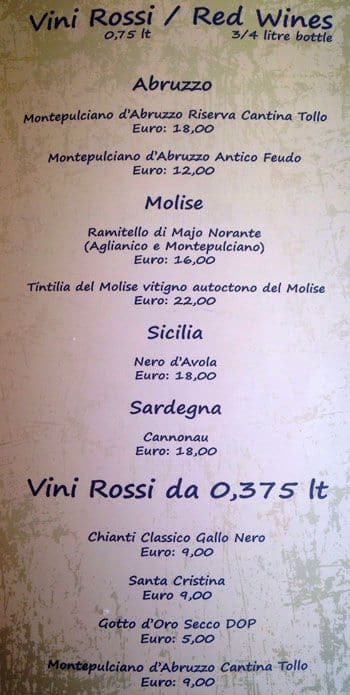 Vini Rossi / Red Wines
0,75 lt 3/4 litre bottle
Abruzzo
Montepulciano d'Abruzzo Riserva Cantina Tollo
Euro: 18,00
Montepulciano d'Abruzzo Antico Feudo
Euro: 12,00
Molise
Ramitello di Majo Norante
(Aglianico e Montepulciano)
Euro: 16,00
Tintilia del Molise vitigno autoctono del Molise
Euro: 22,00
Sicilia
Nero d'Avola
Euro: 18,00
Sardegna
Cannonau
Euro: 18,00
Vini Rossi da 0,375 lt
Chianti Classico Gallo Nero
Euro: 9,00
Santa Cristina
Euro 9,00
Gotto d'Oro Secco DOP
Euro: 5,00
Montepulciano d'Abruzzo Cantina Tollo
Euro: 9,00